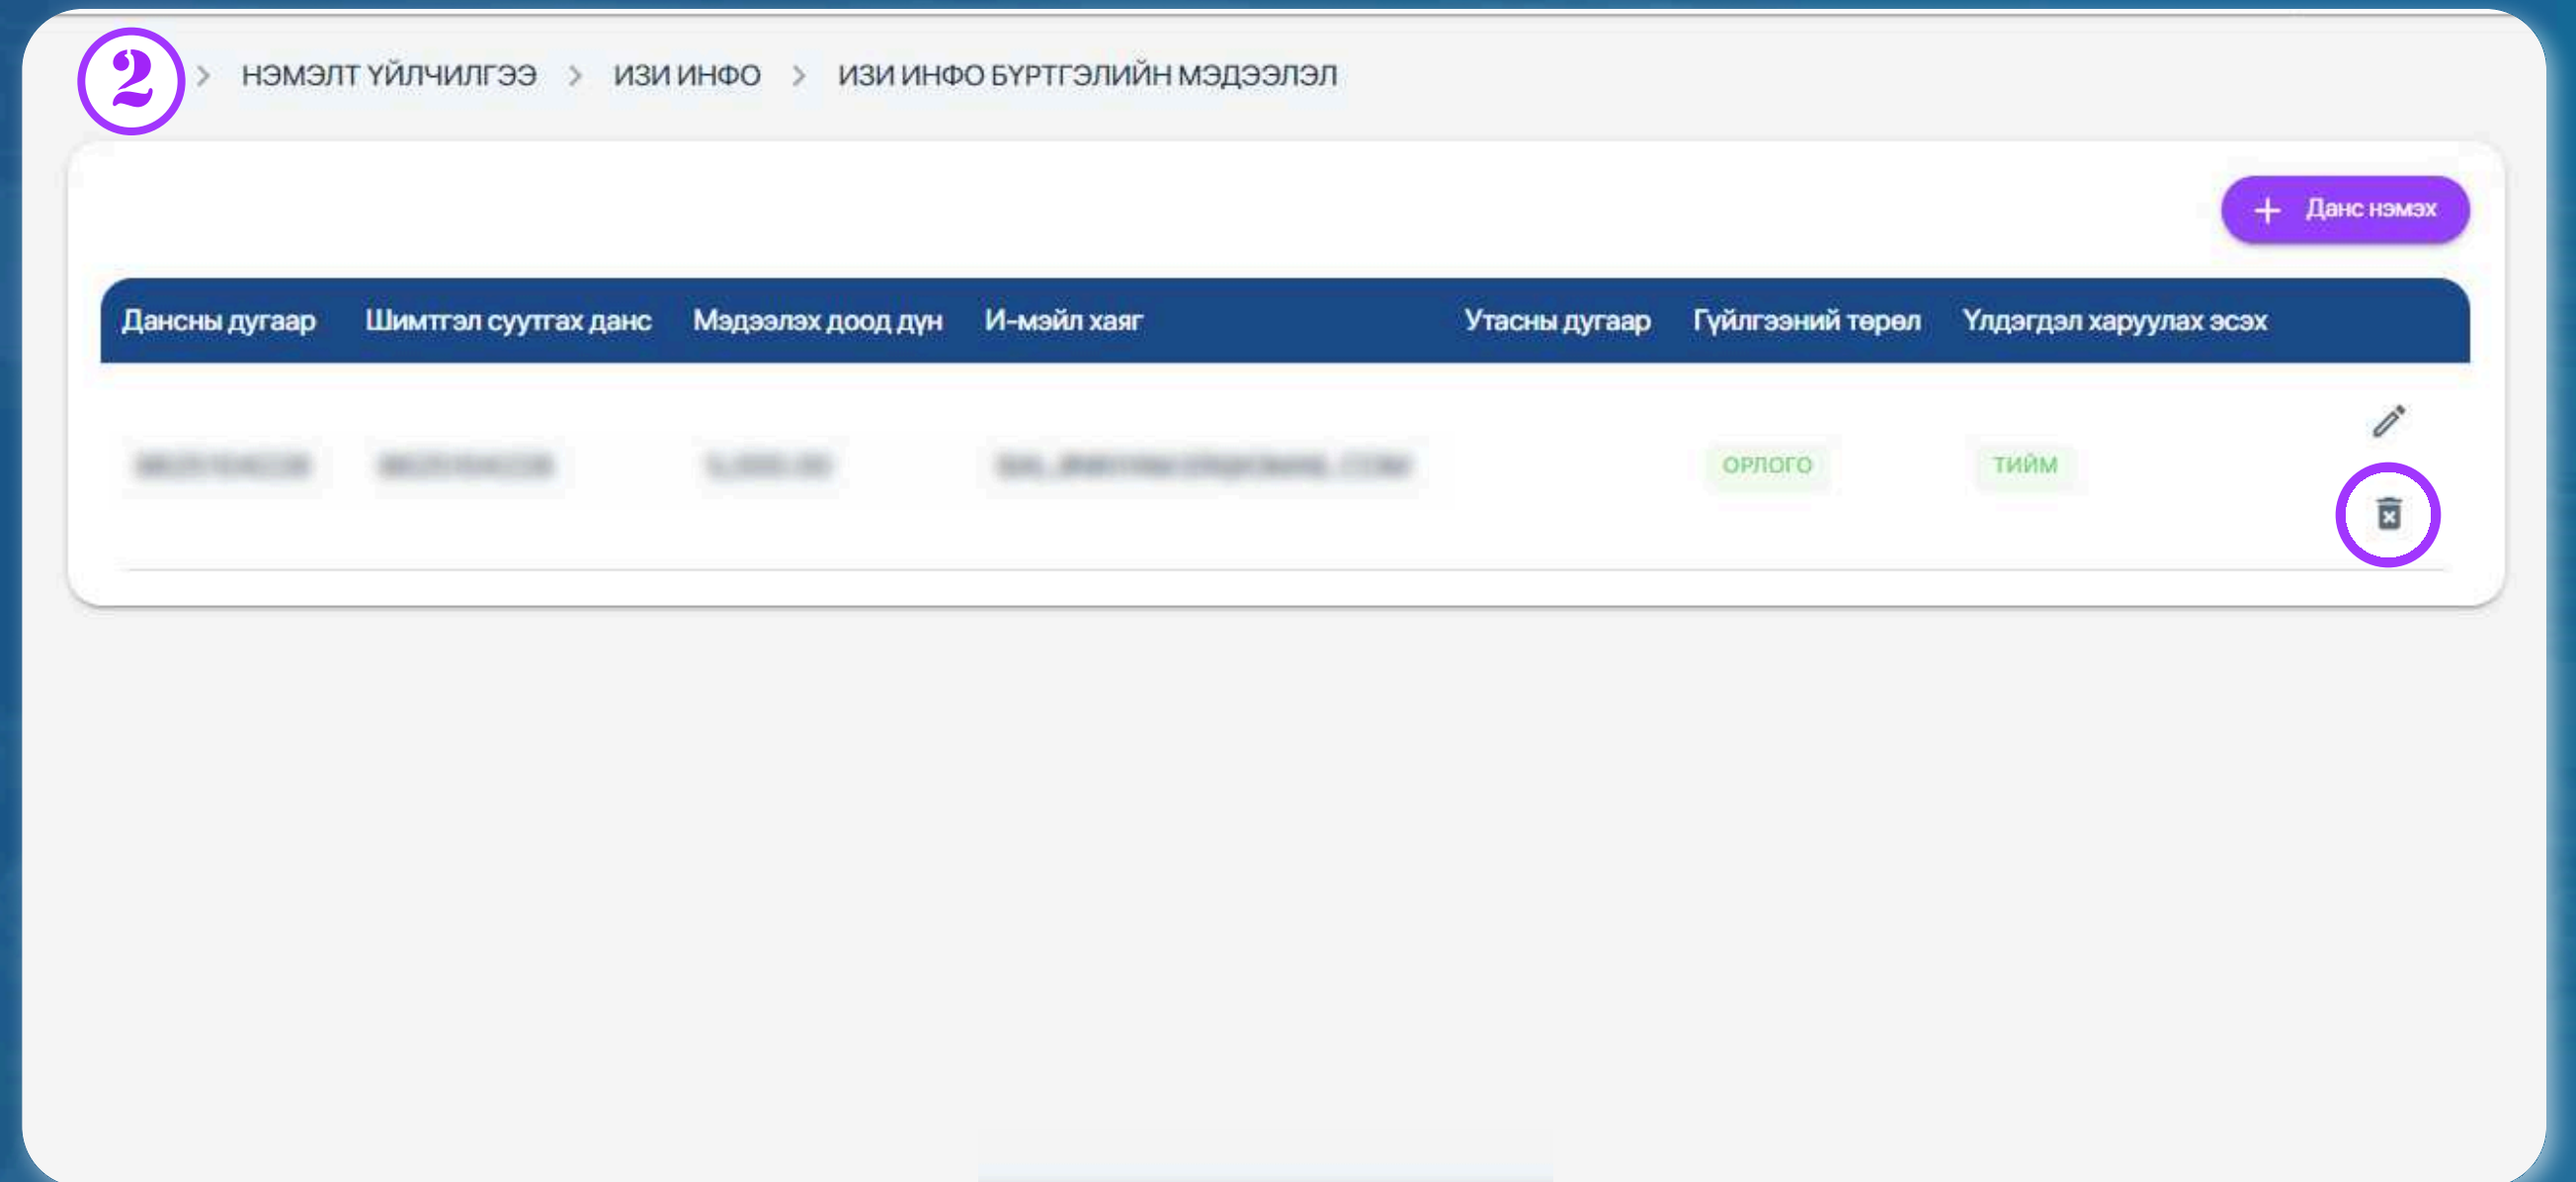 2 > НЭМЭЛТ ҮЙЛЧИЛГЭЭ > ИЗИ ИНФО > ИЗИ ИНФО БҮРТГЭЛИЙН МЭДЭЭЛЭЛ
+ Данс нэмэх
Дансны дугаар Шимтгэл суутгах данс Мэдээлэх доод дүн И-мэйл хаяг Утасны дугаар Гүйлгээний төрөл Үлдэгдэл харуулах эсэх
ОРЛОГО ТИЙМ